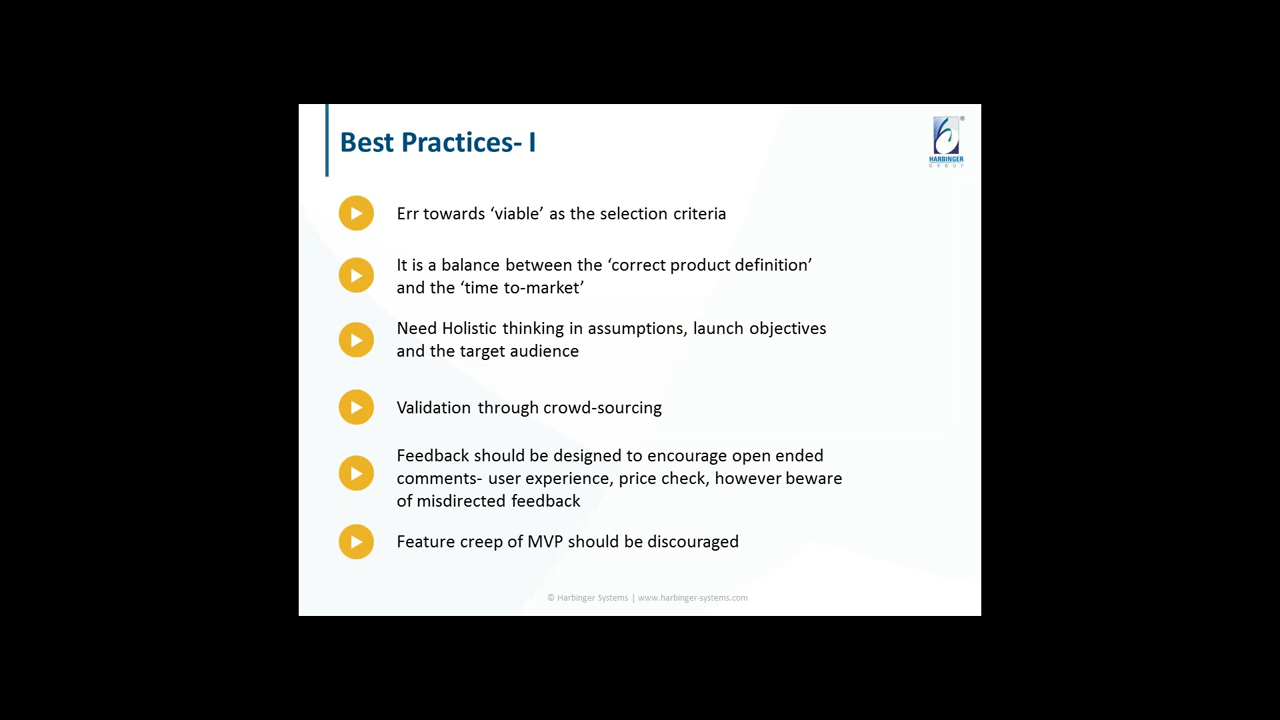 Best Practices- I
®
HARBINGER
GROUP
Err towards ‘viable’ as the selection criteria
It is a balance between the ‘correct product definition’
and the ‘time to-market’
Need Holistic thinking in assumptions, launch objectives
and the target audience
Validation through crowd-sourcing
Feedback should be designed to encourage open ended
comments- user experience, price check, however beware
of misdirected feedback
Feature creep of MVP should be discouraged
© Harbinger Systems | www.harbinger-systems.com